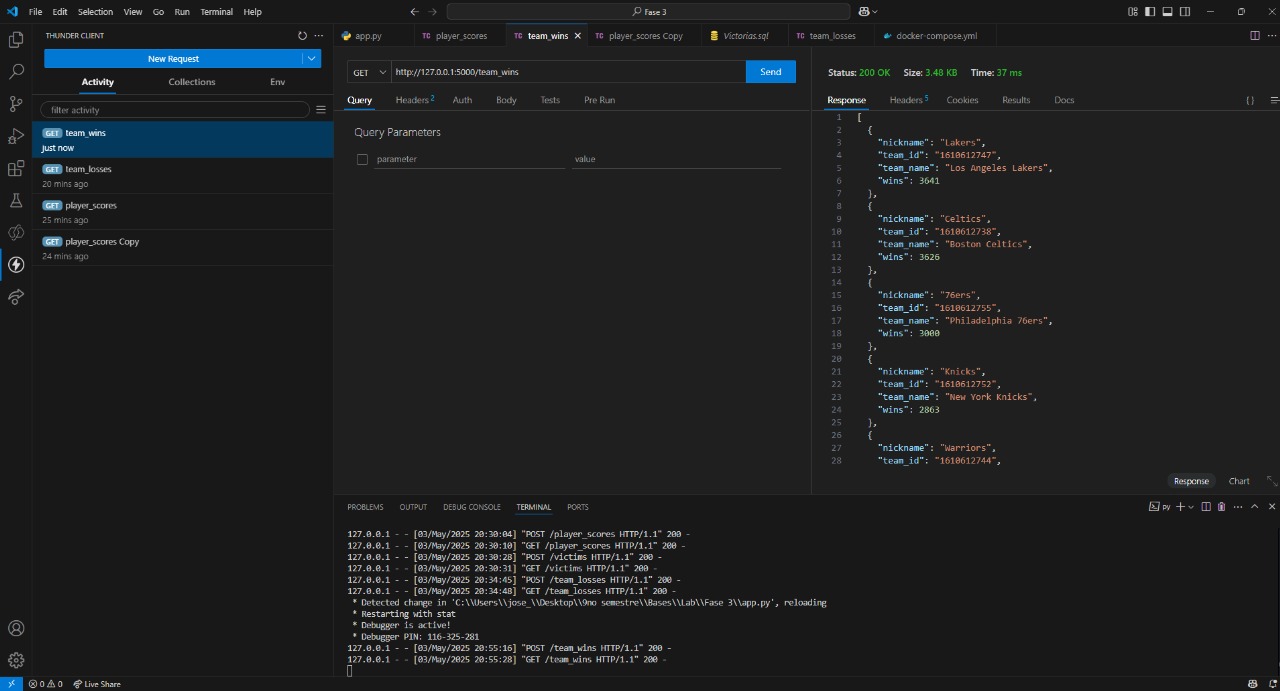 File Edit Selection View Go Run Terminal Help
Fase 3
THUNDER CLIENT
New Request
Activity Collections Env
filter activity
GET team_wins
just now
GET team_losses
20 mins ago
GET player_scores
25 mins ago
GET player_scores Copy
24 mins ago
app.py TC player_scores TC team_wins TC player_scores Copy Victorias.sql TC team_losses docker-compose.yml
GET http://127.0.0.1:5000/team_wins Send
Query Headers 2 Auth Body Tests Pre Run
Query Parameters
parameter value
Status: 200 OK Size: 3.48 KB Time: 37 ms
Response Headers 5 Cookies Results Docs {}
1 [
2 {
3 "nickname": "Lakers",
4 "team_id": "1610612747",
5 "team_name": "Los Angeles Lakers",
6 "wins": 3641
7 },
8 {
9 "nickname": "Celtics",
10 "team_id": "1610612738",
11 "team_name": "Boston Celtics",
12 "wins": 3626
13 },
14 {
15 "nickname": "76ers",
16 "team_id": "1610612755",
17 "team_name": "Philadelphia 76ers",
18 "wins": 3000
19 },
20 {
21 "nickname": "Knicks",
22 "team_id": "1610612752",
23 "team_name": "New York Knicks",
24 "wins": 2863
25 },
26 {
27 "nickname": "Warriors",
28 "team_id": "1610612744",
Response Chart
PROBLEMS OUTPUT DEBUG CONSOLE TERMINAL PORTS
py
127.0.0.1 - - [03/May/2025 20:30:04] "POST /player_scores HTTP/1.1" 200 -
127.0.0.1 - - [03/May/2025 20:30:10] "GET /player_scores HTTP/1.1" 200 -
127.0.0.1 - - [03/May/2025 20:30:28] "POST /victims HTTP/1.1" 200 -
127.0.0.1 - - [03/May/2025 20:30:31] "GET /victims HTTP/1.1" 200 -
127.0.0.1 - - [03/May/2025 20:34:45] "POST /team_losses HTTP/1.1" 200 -
127.0.0.1 - - [03/May/2025 20:34:48] "GET /team_losses HTTP/1.1" 200 -
* Detected change in 'C:\\Users\\jose_\\Desktop\\9no semestre\\Bases\\Lab\\Fase 3\\app.py', reloading
* Restarting with stat
* Debugger is active!
* Debugger PIN: 116-325-281
127.0.0.1 - - [03/May/2025 20:55:16] "POST /team_wins HTTP/1.1" 200 -
127.0.0.1 - - [03/May/2025 20:55:28] "GET /team_wins HTTP/1.1" 200 -
0 0 Live Share